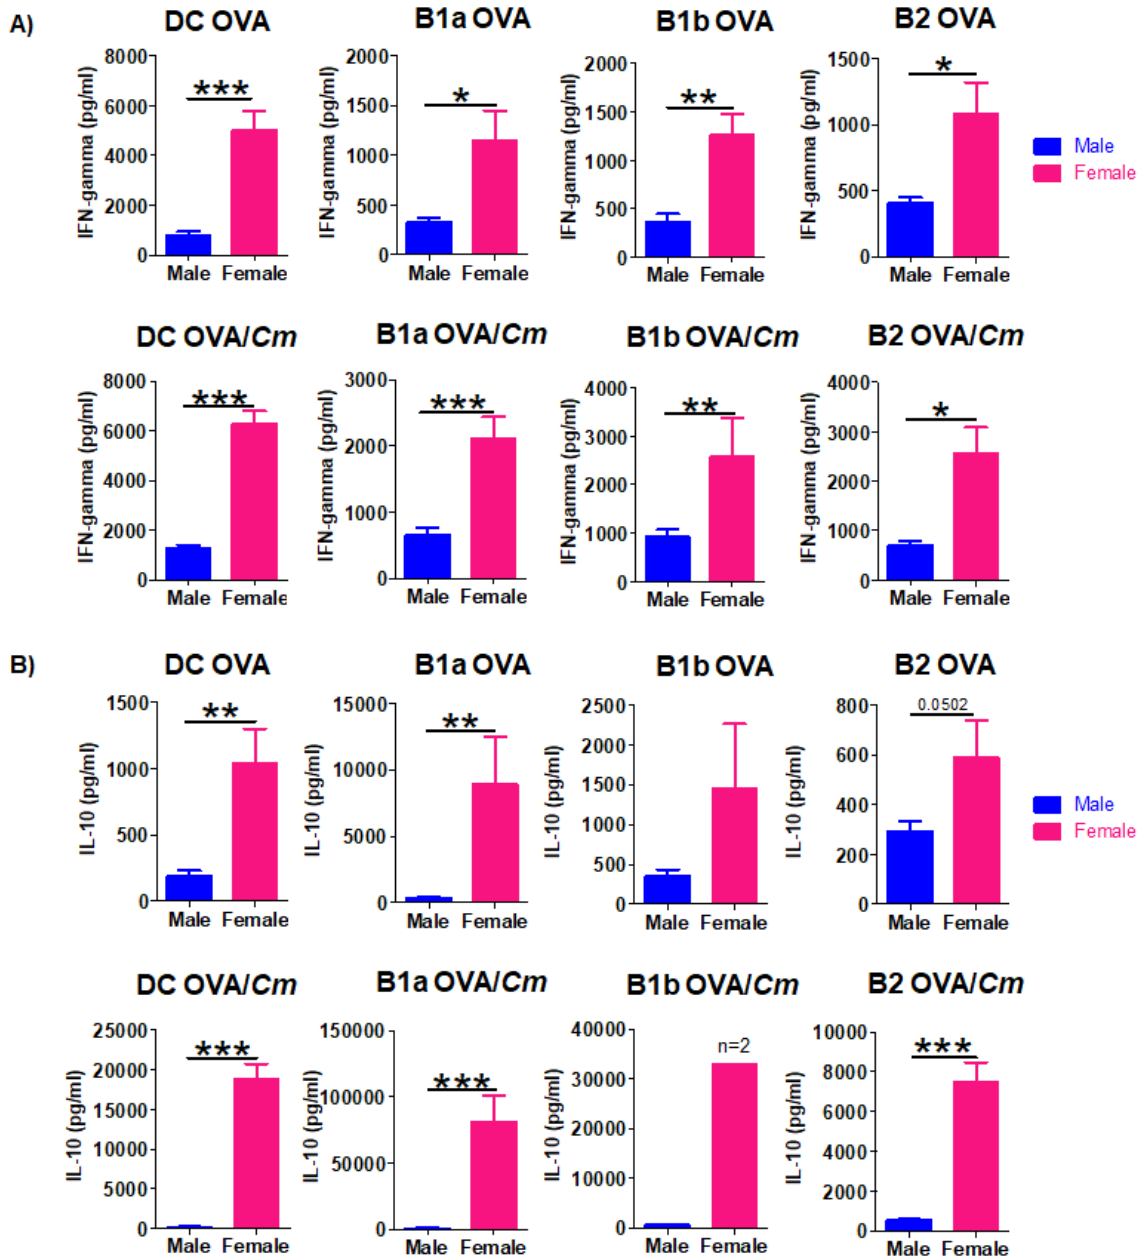 A)
DC OVA
B1a OVA
B1b OVA
B2 OVA
IFN-gamma (pg/ml)
8000
6000
4000
2000
0
***
Male Female
IFN-gamma (pg/ml)
2000
1500
1000
500
0
*
Male Female
IFN-gamma (pg/ml)
2000
1500
1000
500
0
**
Male Female
IFN-gamma (pg/ml)
1500
1000
500
0
*
Male Female
Male
Female
DC OVA/Cm
B1a OVA/Cm
B1b OVA/Cm
B2 OVA/Cm
IFN-gamma (pg/ml)
8000
6000
4000
2000
0
***
Male Female
IFN-gamma (pg/ml)
3000
2000
1000
0
***
Male Female
IFN-gamma (pg/ml)
4000
3000
2000
1000
0
**
Male Female
IFN-gamma (pg/ml)
4000
3000
2000
1000
0
*
Male Female
B)
DC OVA
B1a OVA
B1b OVA
B2 OVA
IL-10 (pg/ml)
1500
1000
500
0
**
Male Female
IL-10 (pg/ml)
15000
10000
5000
0
**
Male Female
IL-10 (pg/ml)
2500
2000
1500
1000
500
0
Male Female
IL-10 (pg/ml)
800
600
400
200
0
0.0502
Male Female
Male
Female
DC OVA/Cm
B1a OVA/Cm
B1b OVA/Cm
B2 OVA/Cm
IL-10 (pg/ml)
25000
20000
15000
10000
5000
0
***
Male Female
IL-10 (pg/ml)
150000
100000
50000
0
***
Male Female
IL-10 (pg/ml)
40000
30000
20000
10000
0
n=2
Male Female
IL-10 (pg/ml)
10000
8000
6000
4000
2000
0
***
Male Female